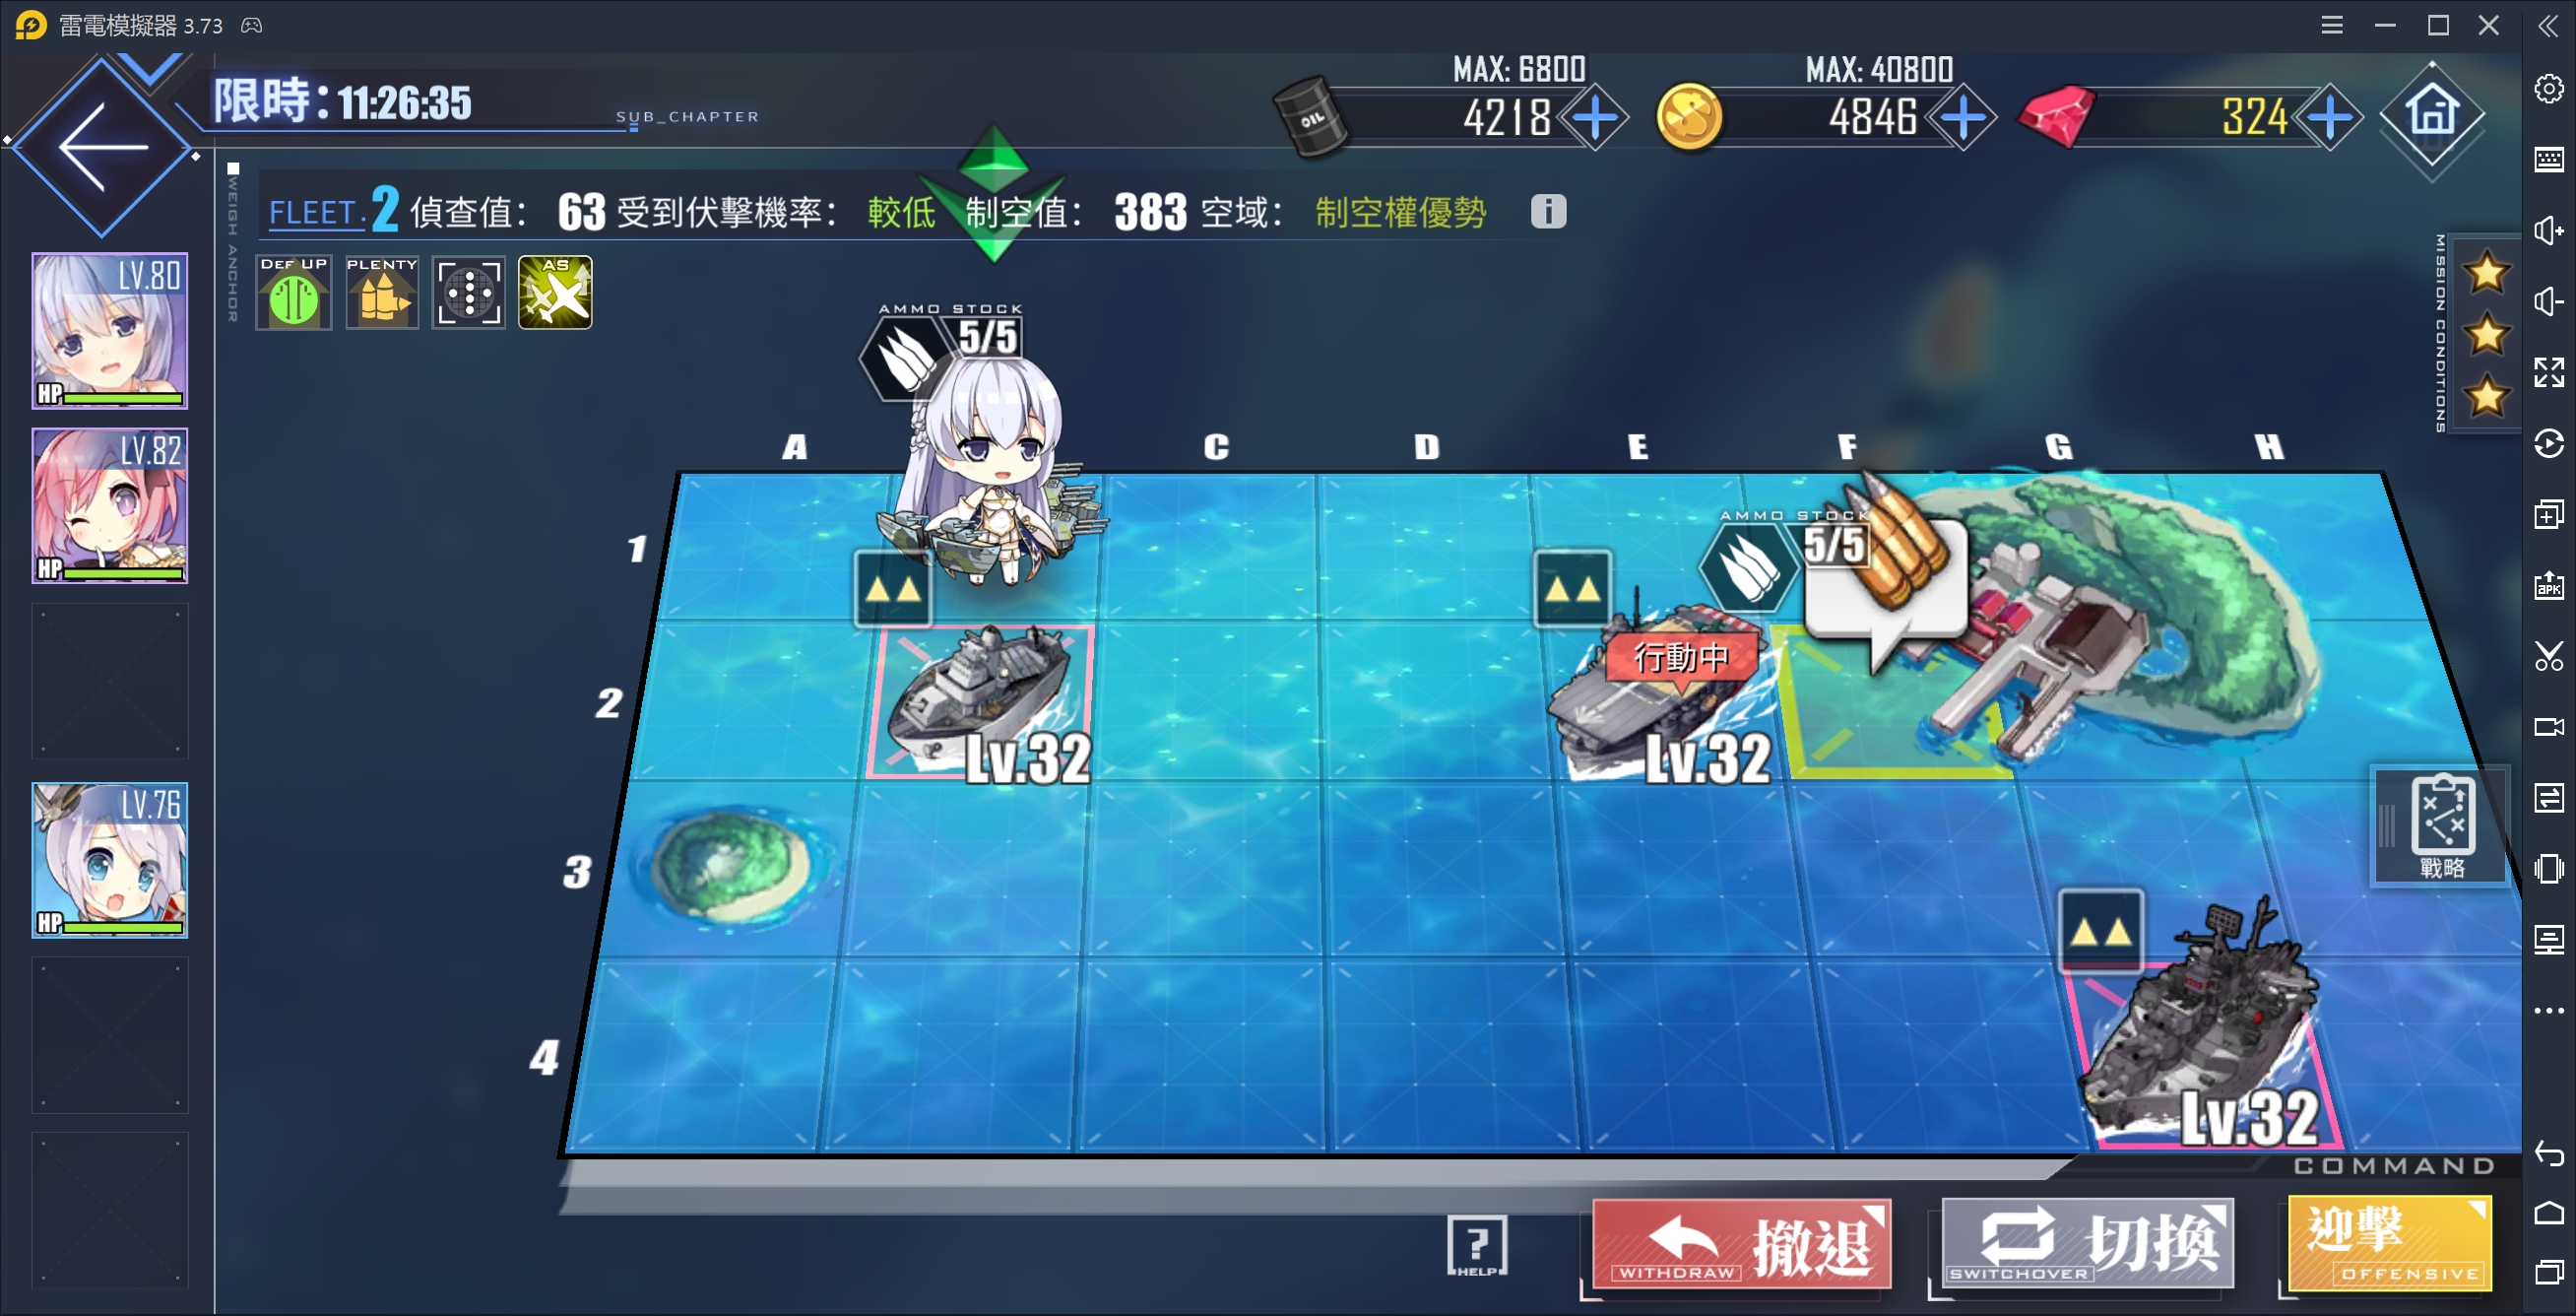 雷電模擬器 3.73
限時：11:26:35
SUB_CHAPTER
MAX: 6800
4218
OIL
MAX: 40800
4846
324
WEIGH ANCHOR
FLEET. 2 偵查值： 63 受到伏擊機率： 較低 制空值： 383 空域： 制空權優勢 i
DEF UP
PLENTY
AS
LV.80
HP
LV.82
HP
LV.76
HP
MISSION CONDITIONS
AMMO STOCK
5/5
A C D E F G H
1
2
3
4
AMMO STOCK
5/5
行動中
Lv.32
Lv.32
Lv.32
戰略
APK
COMMAND
?
HELP
撤退
WITHDRAW
切換
SWITCHOVER
迎擊
OFFENSIVE